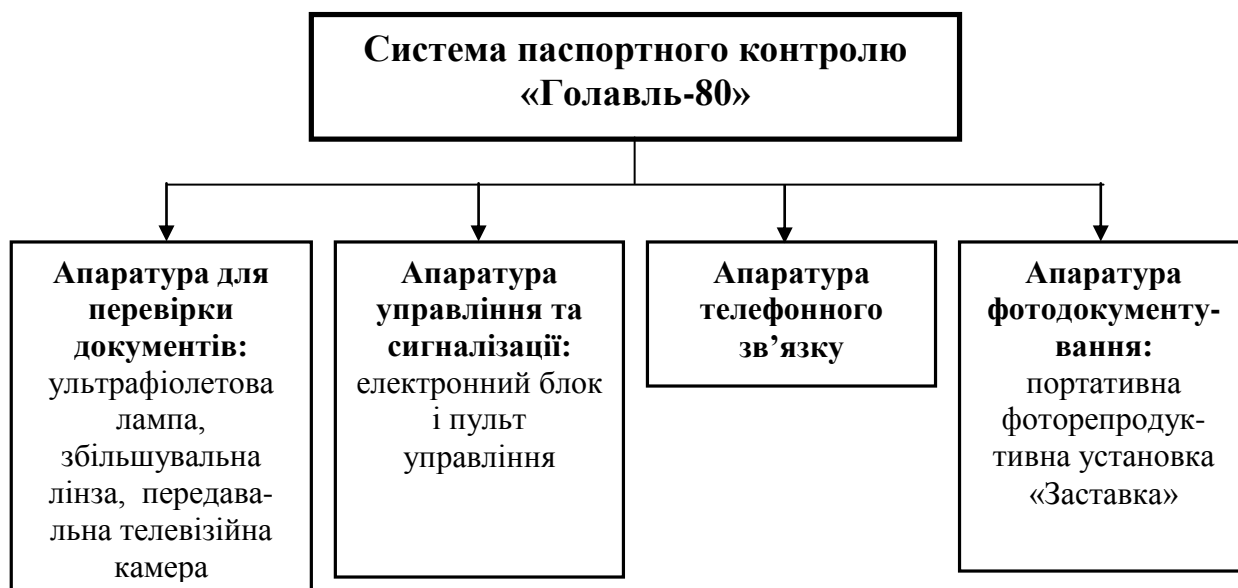 Система паспортного контролю
«Голавль-80»
Апаратура для
перевірки
документів:
ультрафіолетова
лампа,
збільшувальна
лінза, передава-
льна телевізійна
камера
Апаратура
управління та
сигналізації:
електронний блок
і пульт
управління
Апаратура
телефонного
зв’язку
Апаратура
фотодокументу-
вання:
портативна
фоторепродук-
тивна установка
«Заставка»